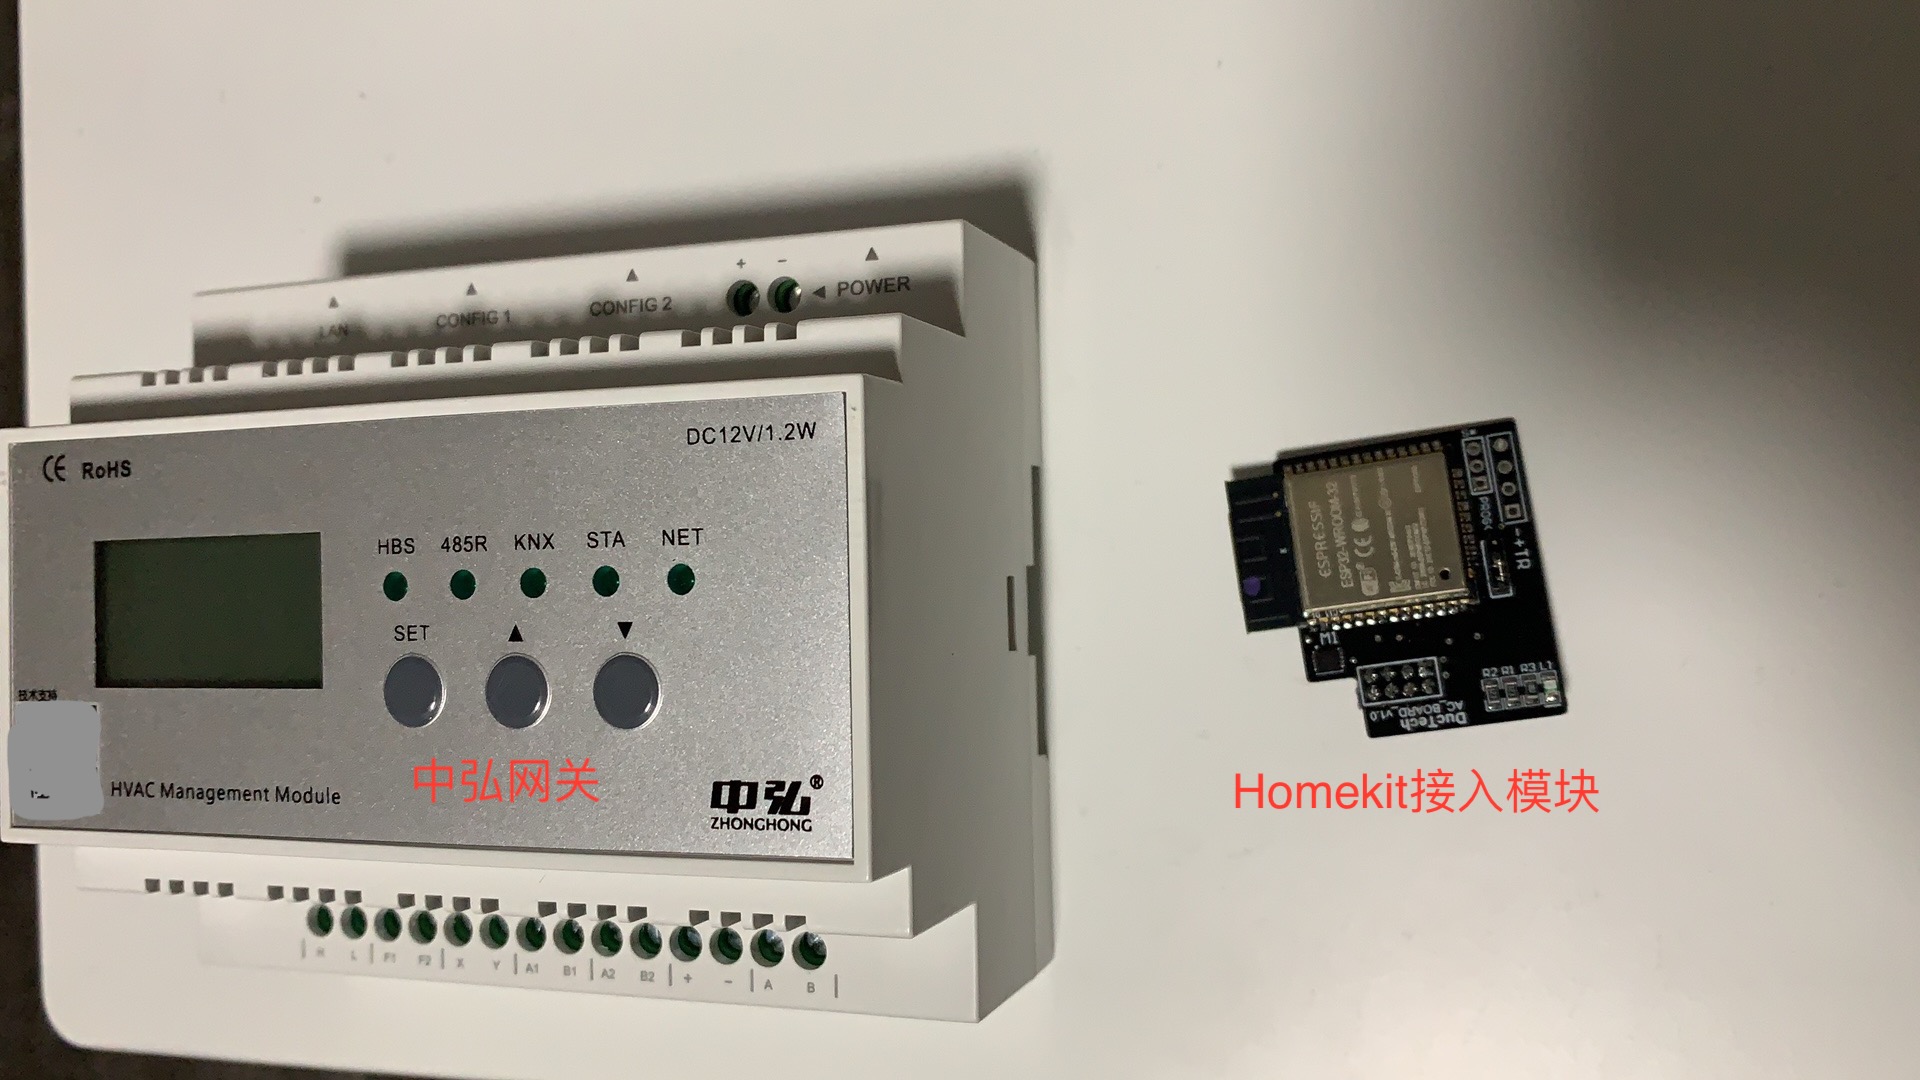 LAN
CONFIG 1
CONFIG 2
+ −
POWER
DC12V/1.2W
CE RoHS
HBS 485R KNX STA NET
SET
技术支持
HVAC Management Module
中弘网关
中弘®
ZHONGHONG
H L F1 F2 X Y A1 B1 A2 B2 + − A B
ESPRESSIF
ESP32-WROOM-32
CE
PROG
-+TR
M1
R2 R1 R3 L1
AC_BOARD_v1.0
DucTech
Homekit接入模块